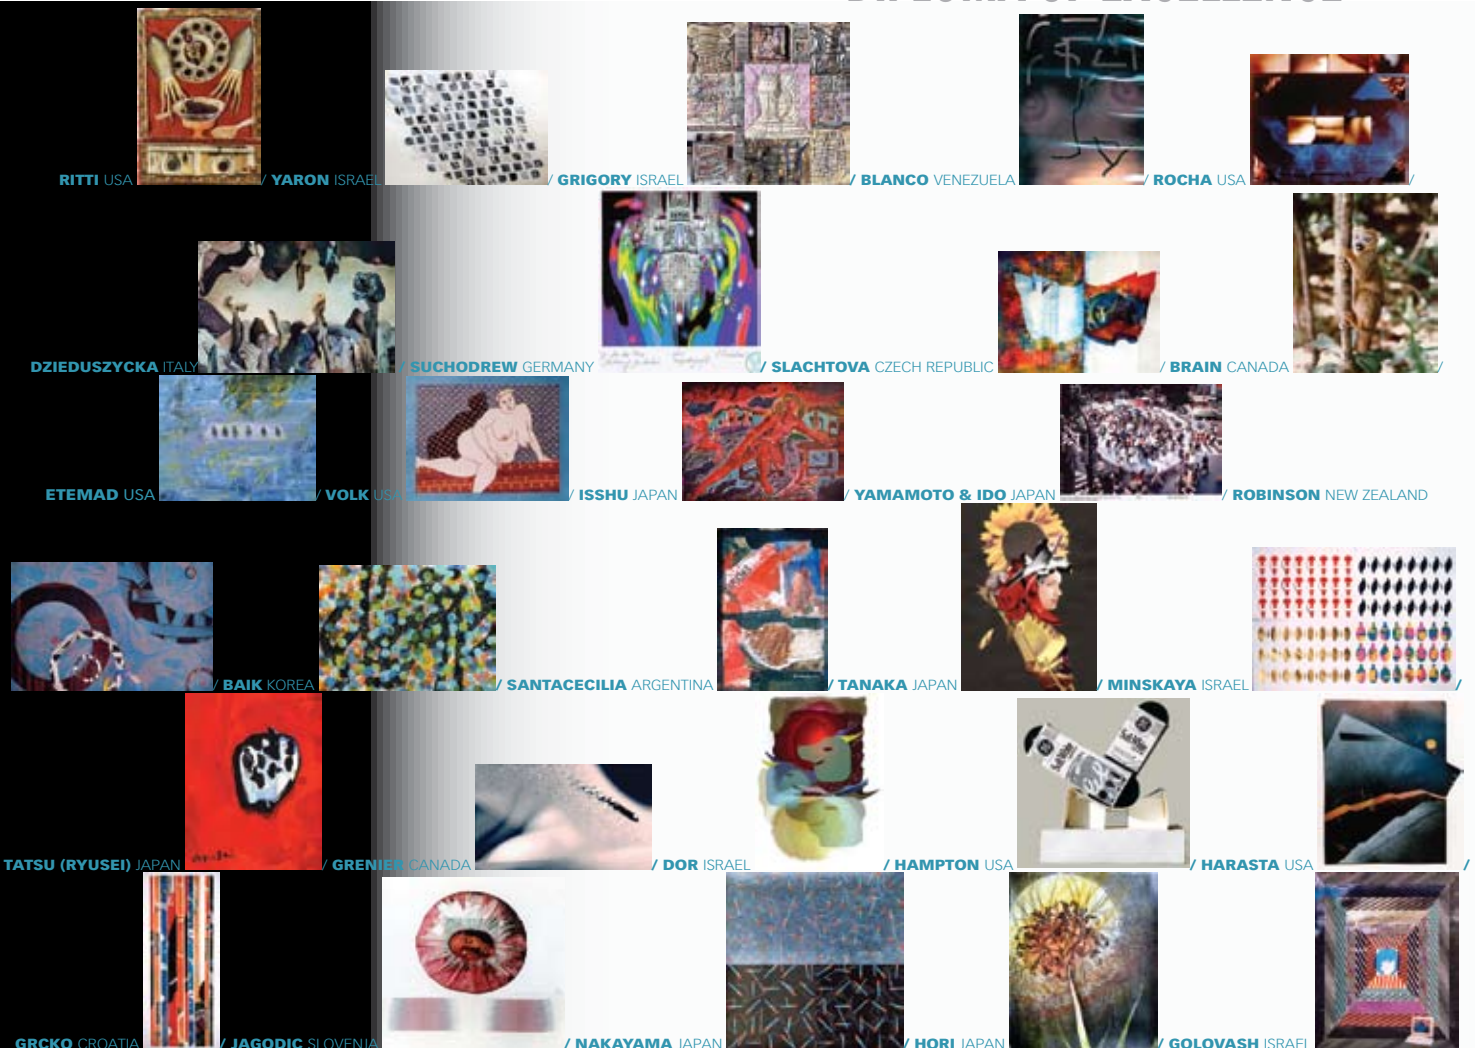 DIPLOMA OF EXCELLENCE
RITTI USA / YARON ISRAEL / GRIGORY ISRAEL / BLANCO VENEZUELA / ROCHA USA /
DZIEDUSZYCKA ITALY / SUCHODREW GERMANY / SLACHTOVA CZECH REPUBLIC / BRAIN CANADA /
ETEMAD USA / VOLK USA / ISSHU JAPAN / YAMAMOTO & IDO JAPAN / ROBINSON NEW ZEALAND
/ BAIK KOREA / SANTACECILIA ARGENTINA / TANAKA JAPAN / MINSKAYA ISRAEL /
TATSU (RYUSEI) JAPAN / GRENIER CANADA / DOR ISRAEL / HAMPTON USA / HARASTA USA /
GRCKO CROATIA / JAGODIC SLOVENIA / NAKAYAMA JAPAN / HORI JAPAN / GOLOVASH ISRAEL